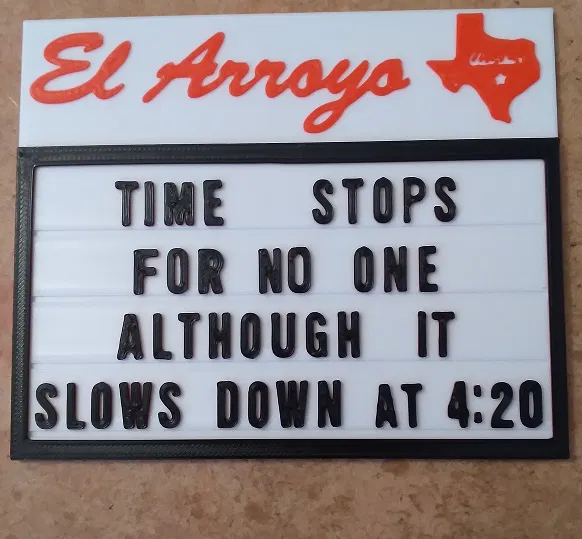 El Arroyo
TIME STOPS
FOR NO ONE
ALTHOUGH IT
SLOWS DOWN AT 4:20